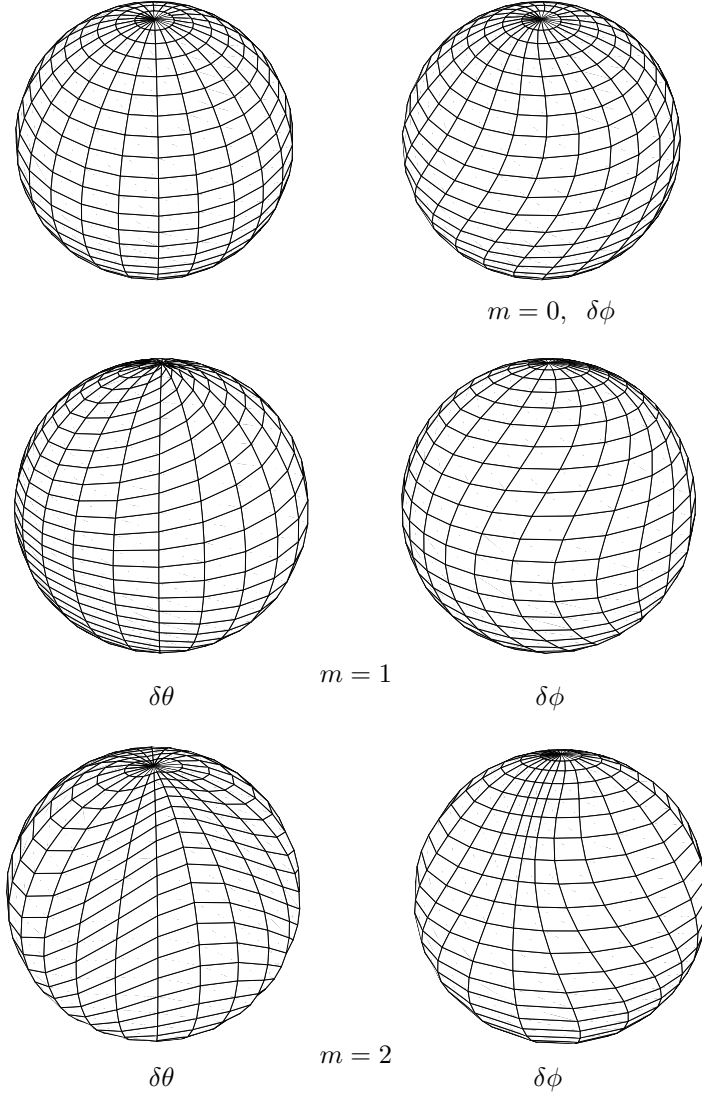 m = 0, δϕ
m = 1
δθ δϕ
m = 2
δθ δϕ